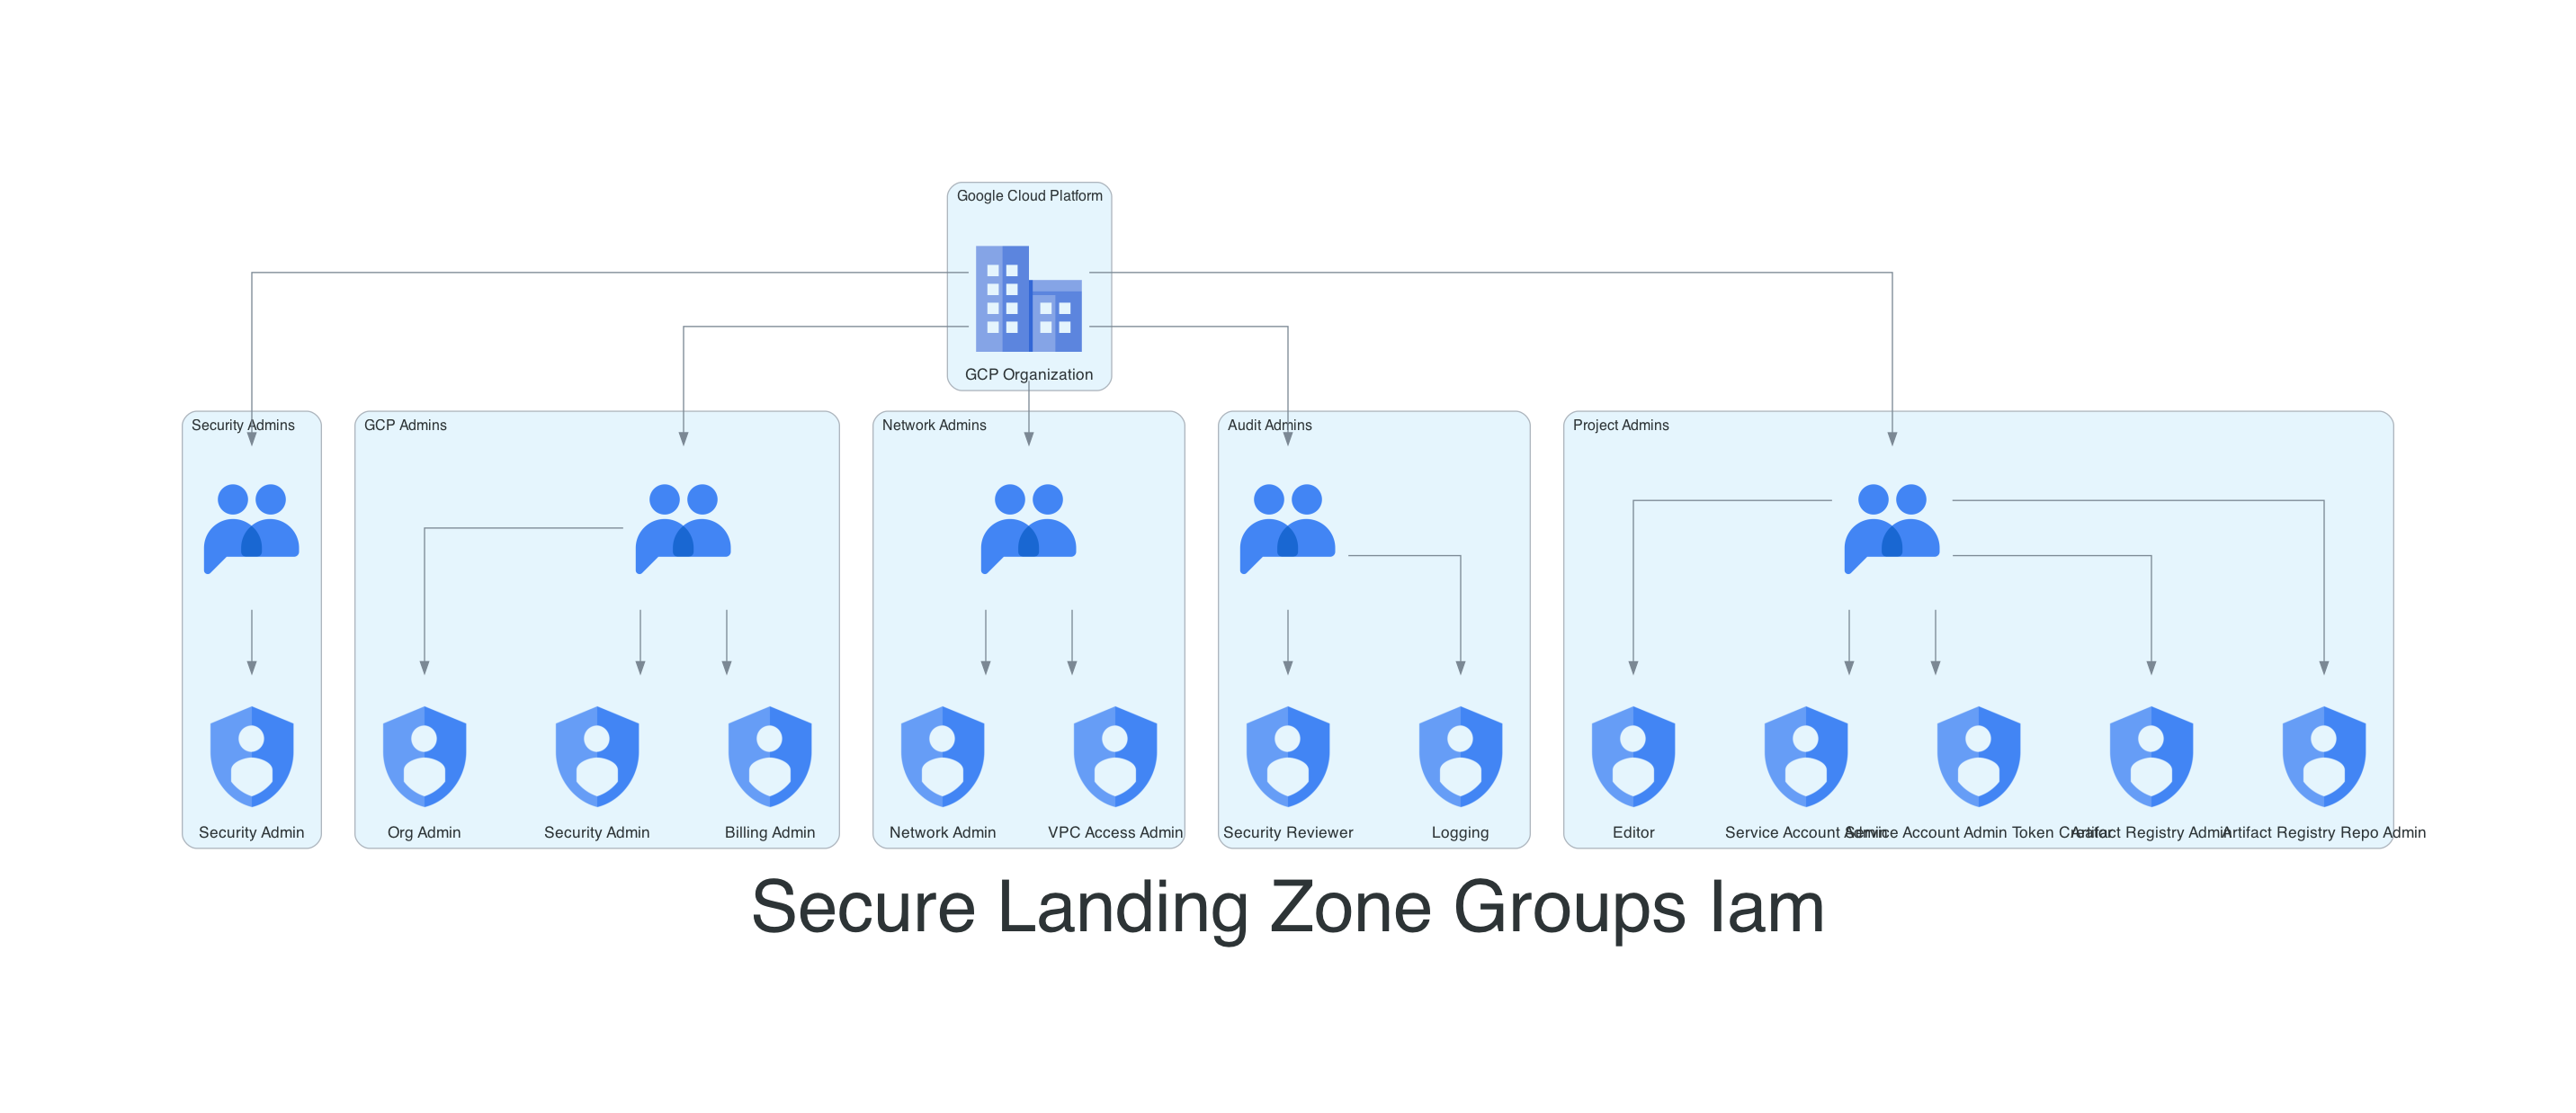 Google Cloud Platform
GCP Organization
Security Admins
GCP Admins
Network Admins
Audit Admins
Project Admins
Security Admin
Org Admin
Security Admin
Billing Admin
Network Admin
VPC Access Admin
Security Reviewer
Logging
Editor
Service Account Admin
Service Account Admin Token Creator
Artifact Registry Admin
Artifact Registry Repo Admin
Secure Landing Zone Groups Iam